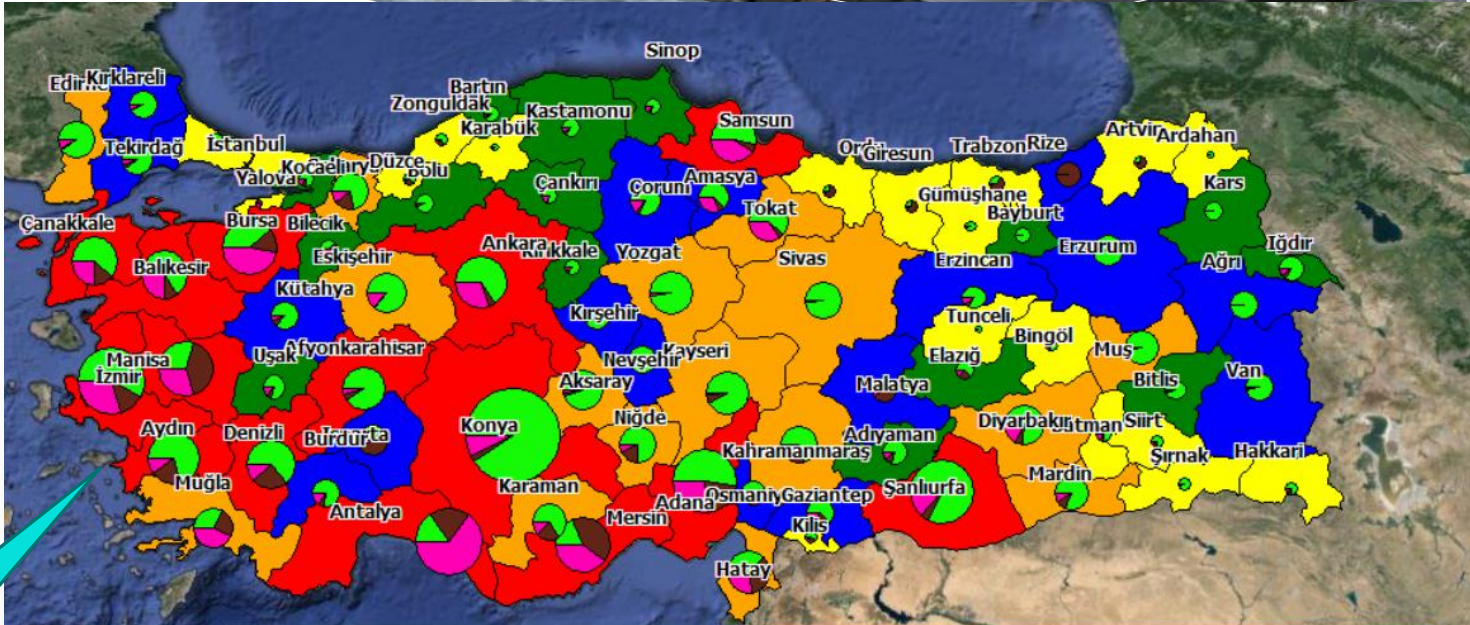 Sinop
Edirne
Kırklareli
Bartın
Zonguldak
Kastamonu
Samsun
Karabük
Tekirdağ
İstanbul
Düzce
Bolu
Yalova
Çankırı
Çorum
Amasya
Tokat
Giresun
Trabzon
Rize
Artvin
Ardahan
Gümüşhane
Bayburt
Kars
Iğdır
Çanakkale
Bursa
Bilecik
Balıkesir
Eskişehir
Ankara
Yozgat
Sivas
Erzincan
Erzurum
Ağrı
Kütahya
Kırşehir
Tunceli
Bingöl
Muş
Manisa
Uşak
Afyonkarahisar
Nevşehir
Kayseri
Elazığ
Bitlis
Van
İzmir
Aksaray
Malatya
Aydın
Denizli
Burdur
Konya
Niğde
Kahramanmaraş
Adıyaman
Diyarbakır
Siirt
Muğla
Antalya
Karaman
Mersin
Adana
Gaziantep
Şanlıurfa
Mardin
Şırnak
Hakkari
Kilis
Hatay